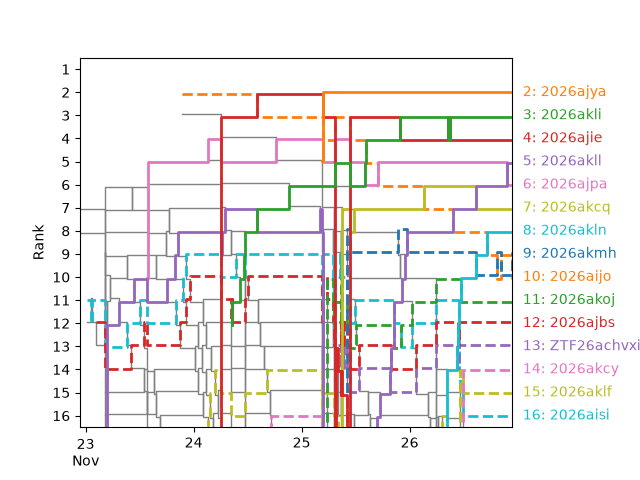 Rank
1
2
3
4
5
6
7
8
9
10
11
12
13
14
15
16
23
24
25
26
Nov
2: 2026ajya
3: 2026akli
4: 2026ajie
5: 2026akll
6: 2026ajpa
7: 2026akcq
8: 2026akln
9: 2026akmh
10: 2026aijo
11: 2026akoj
12: 2026ajbs
13: ZTF26achvxi
14: 2026akcy
15: 2026aklf
16: 2026aisi